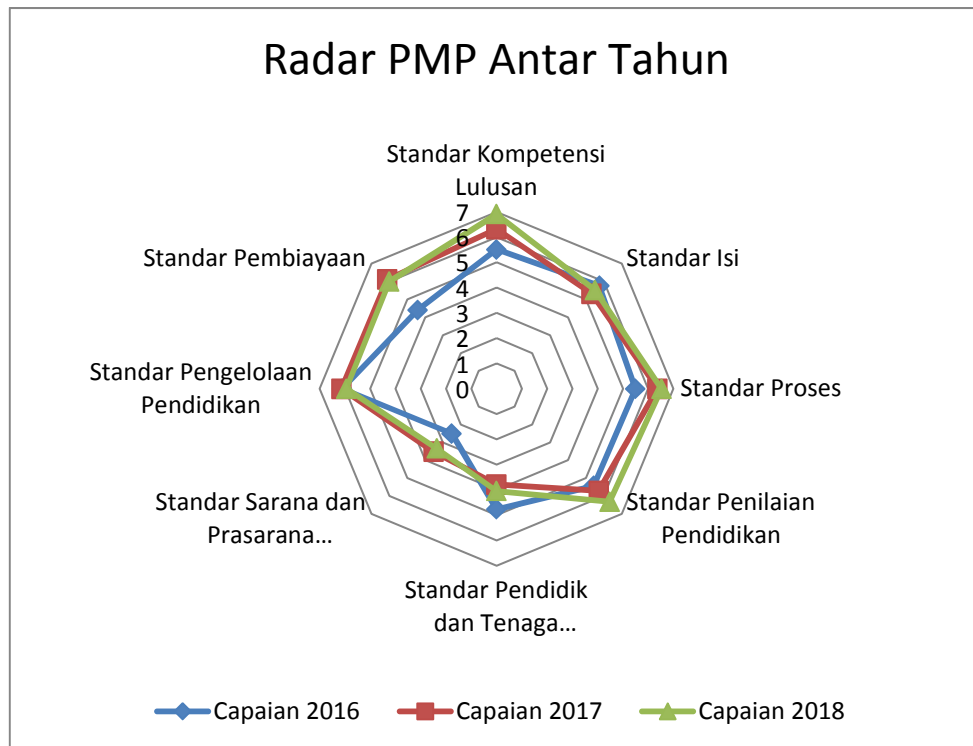 Radar PMP Antar Tahun
Standar Kompetensi
Lulusan
7
6
5
4
3
2
1
0
Standar Isi
Standar Proses
Standar Penilaian
Pendidikan
Standar Pendidik
dan Tenaga...
Standar Sarana dan
Prasarana...
Standar Pengelolaan
Pendidikan
Standar Pembiayaan
Capaian 2016
Capaian 2017
Capaian 2018